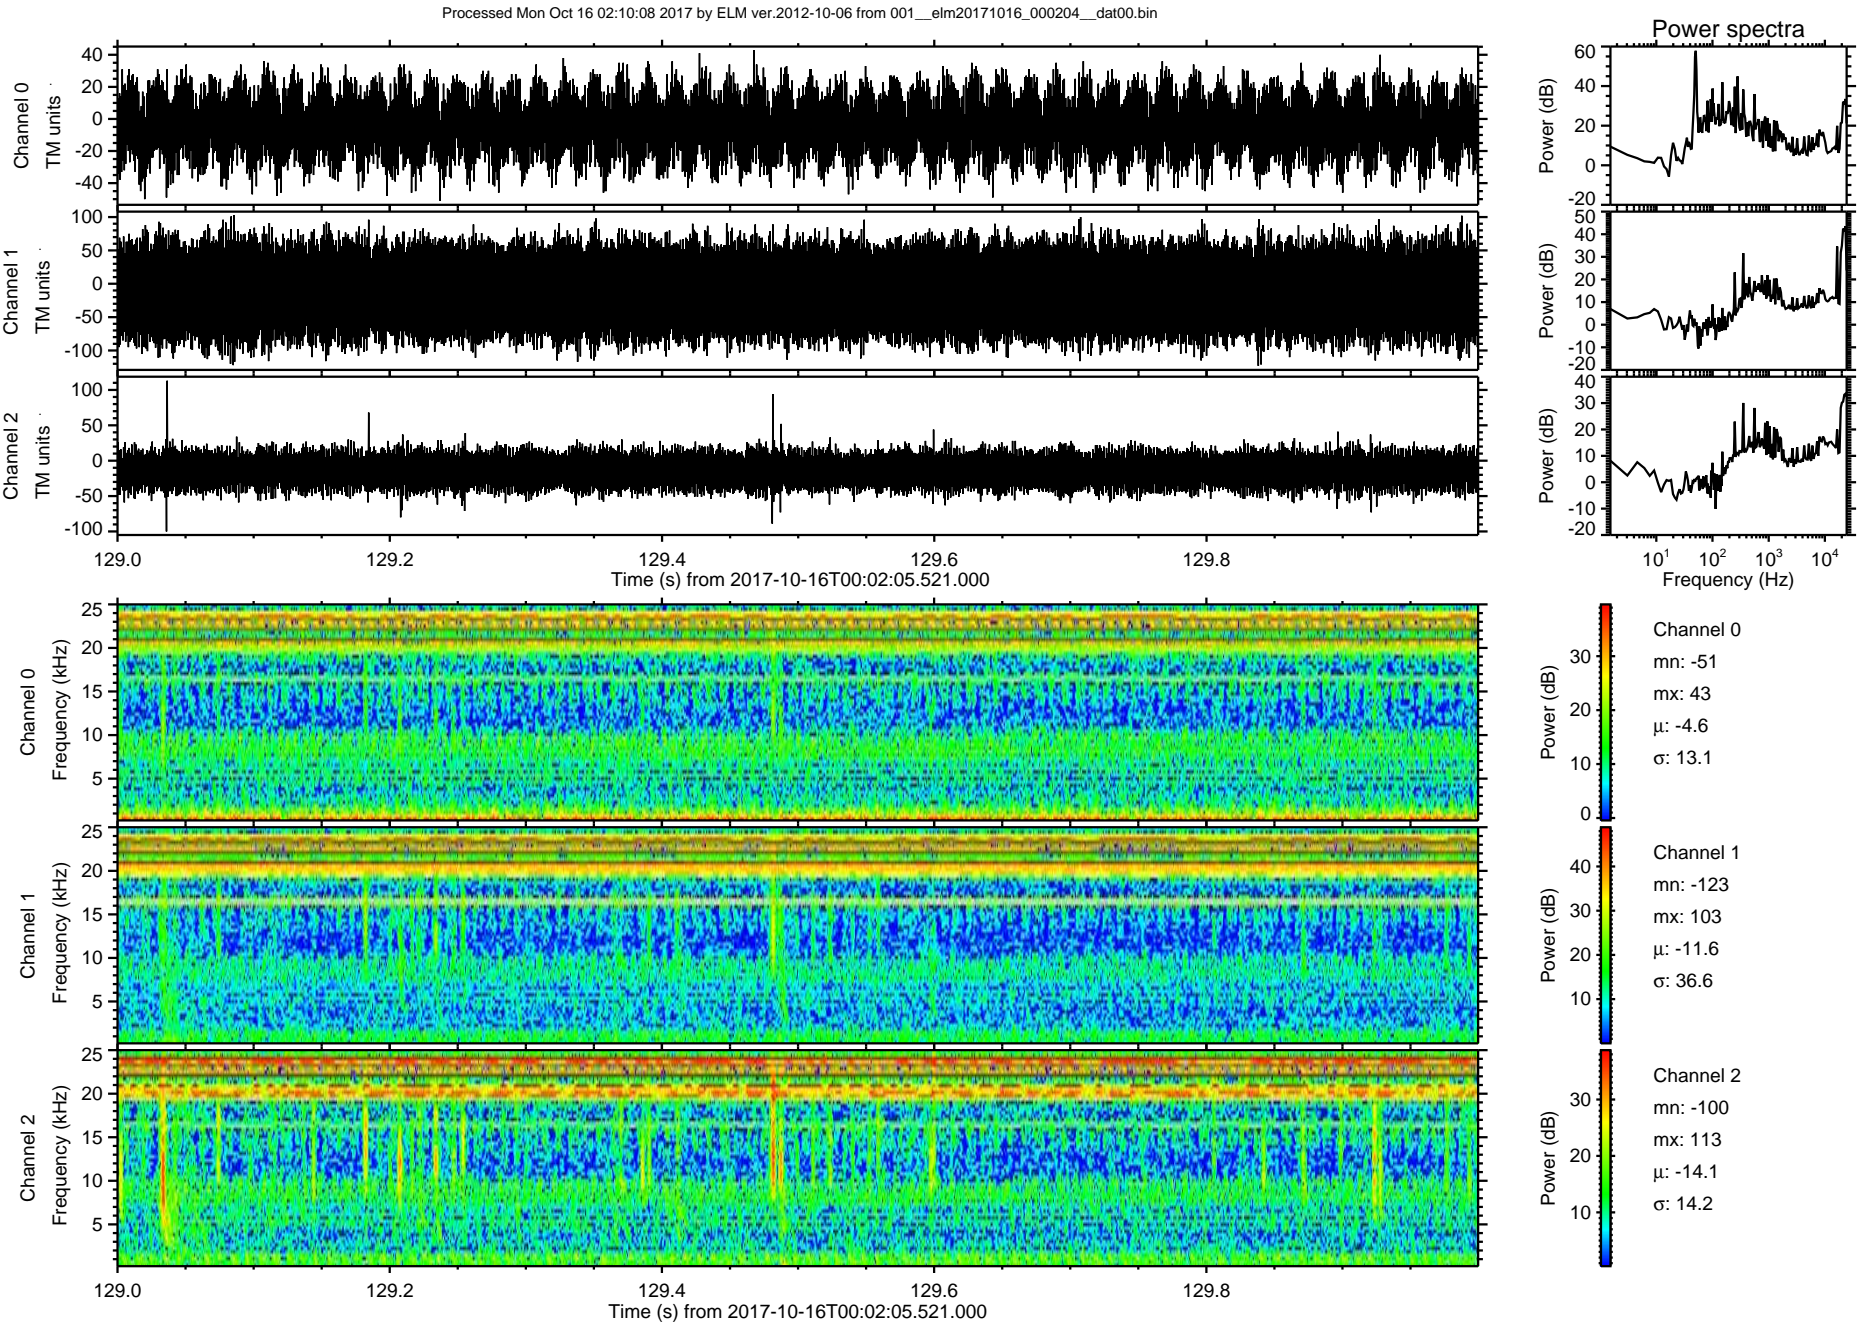 Processed Mon Oct 16 02:10:08 2017 by ELM ver.2012-10-06 from 001__elm20171016_000204__dat00.bin
Power spectra
Channel 0
TM units
40
20
0
-20
-40
Power (dB)
60
40
20
0
-20
Channel 1
TM units
100
50
0
-50
-100
Power (dB)
50
40
30
20
10
0
-10
-20
Channel 2
TM units
100
50
0
-50
-100
Power (dB)
40
30
20
10
0
-10
-20
129.0 129.2 129.4 129.6 129.8
Time (s) from 2017-10-16T00:02:05.521.000
10¹ 10² 10³ 10⁴
Frequency (Hz)
Channel 0
Frequency (kHz)
25
20
15
10
5
Power (dB)
30
20
10
0
Channel 0
mn: -51
mx: 43
μ: -4.6
σ: 13.1
Channel 1
Frequency (kHz)
25
20
15
10
5
Power (dB)
40
30
20
10
Channel 1
mn: -123
mx: 103
μ: -11.6
σ: 36.6
Channel 2
Frequency (kHz)
25
20
15
10
5
Power (dB)
30
20
10
Channel 2
mn: -100
mx: 113
μ: -14.1
σ: 14.2
129.0 129.2 129.4 129.6 129.8
Time (s) from 2017-10-16T00:02:05.521.000